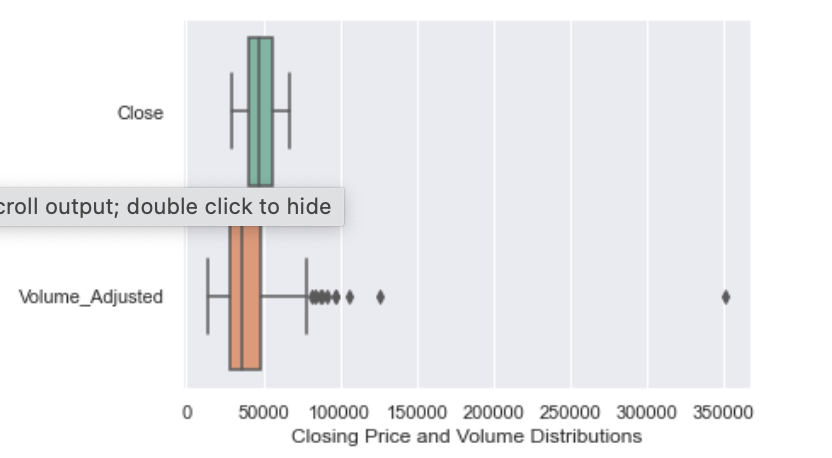 Close
croll output; double click to hide
Volume_Adjusted
0 50000 100000 150000 200000 250000 300000 350000
Closing Price and Volume Distributions